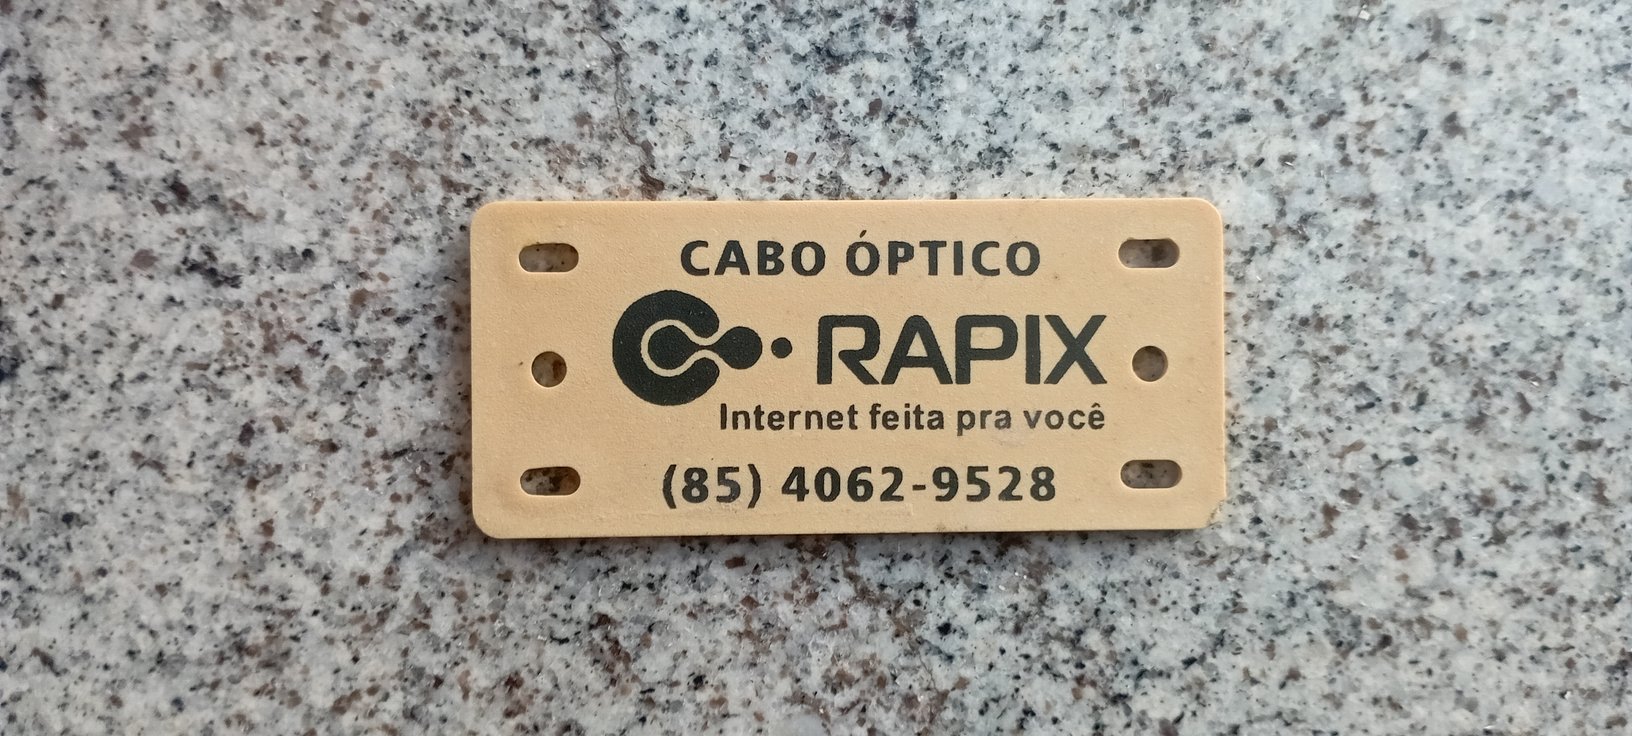 CABO ÓPTICO
RAPIX
Internet feita pra você
(85) 4062-9528